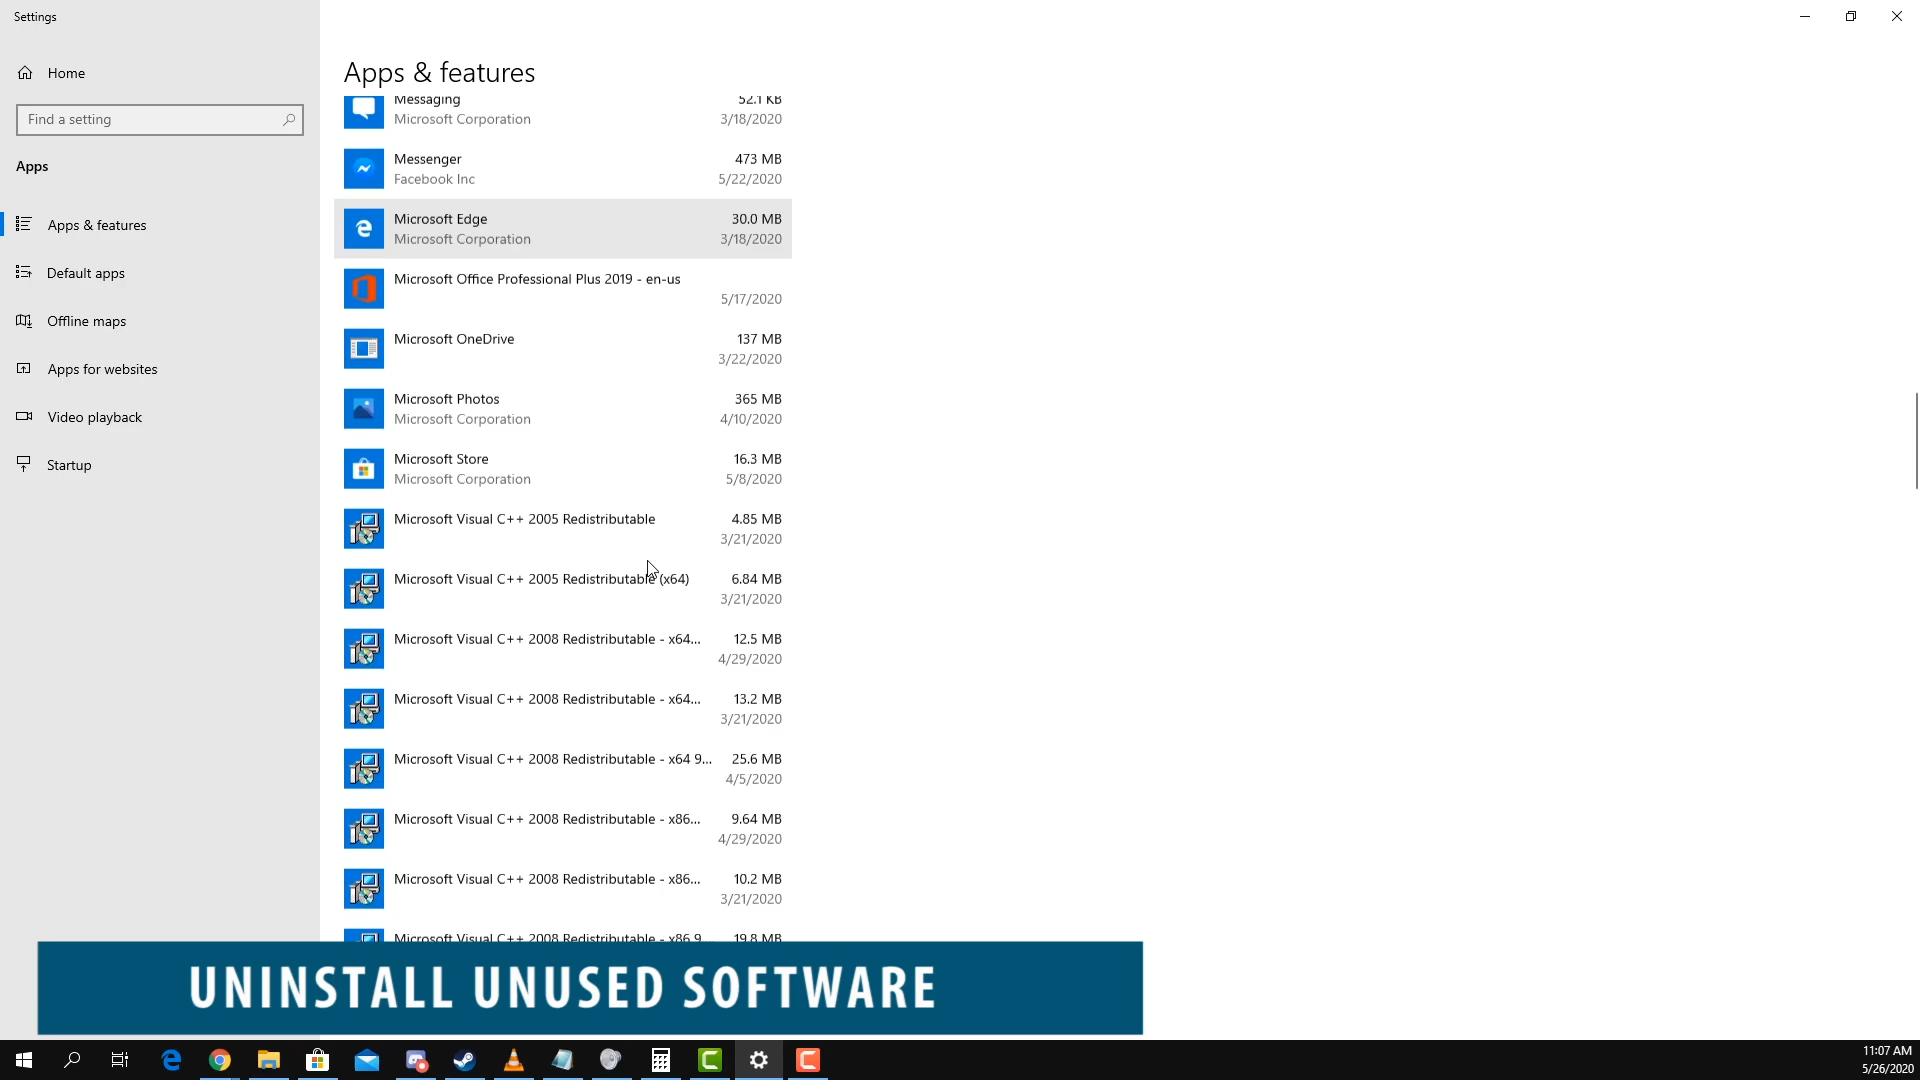 Settings
Home
Find a setting
Apps
Apps & features
Default apps
Offline maps
Apps for websites
Video playback
Startup
Apps & features
Messaging 52.1 KB
Microsoft Corporation 3/18/2020
Messenger 473 MB
Facebook Inc 5/22/2020
Microsoft Edge 30.0 MB
Microsoft Corporation 3/18/2020
Microsoft Office Professional Plus 2019 - en-us
5/17/2020
Microsoft OneDrive 137 MB
3/22/2020
Microsoft Photos 365 MB
Microsoft Corporation 4/10/2020
Microsoft Store 16.3 MB
Microsoft Corporation 5/8/2020
Microsoft Visual C++ 2005 Redistributable 4.85 MB
3/21/2020
Microsoft Visual C++ 2005 Redistributable (x64) 6.84 MB
3/21/2020
Microsoft Visual C++ 2008 Redistributable - x64... 12.5 MB
4/29/2020
Microsoft Visual C++ 2008 Redistributable - x64... 13.2 MB
3/21/2020
Microsoft Visual C++ 2008 Redistributable - x64 9... 25.6 MB
4/5/2020
Microsoft Visual C++ 2008 Redistributable - x86... 9.64 MB
4/29/2020
Microsoft Visual C++ 2008 Redistributable - x86... 10.2 MB
3/21/2020
Microsoft Visual C++ 2008 Redistributable - x86 9... 19.8 MB
UNINSTALL UNUSED SOFTWARE
11:07 AM
5/26/2020